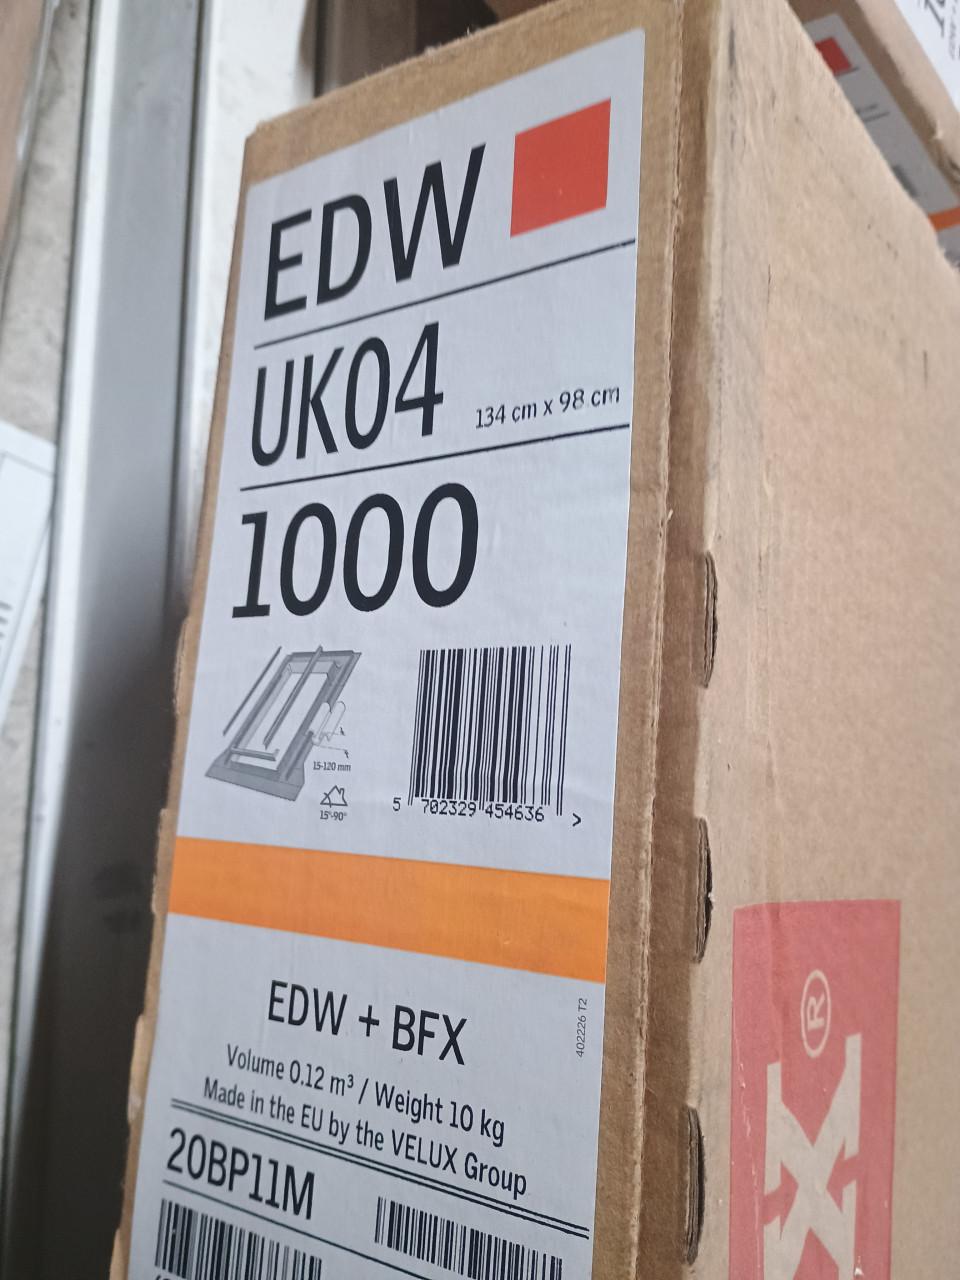 EDW
UK04 134 cm x 98 cm
1000
15-120 mm
15°-90°
5 702329 454636 >
EDW + BFX
402226 T2
Volume 0.12 m³ / Weight 10 kg
Made in the EU by the VELUX Group
20BP11M
X®